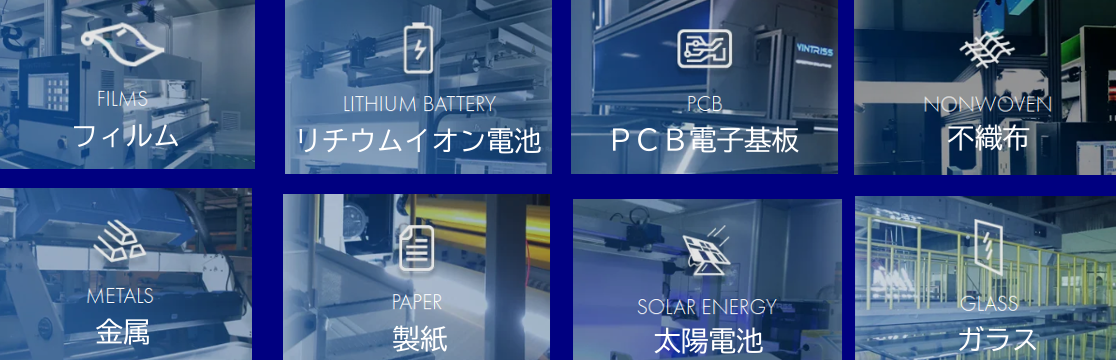 FILMS
フィルム
LITHIUM BATTERY
リチウムイオン電池
PCB
ＰＣＢ電子基板
VINTRISS
NONWOVEN
不織布
METALS
金属
PAPER
製紙
SOLAR ENERGY
太陽電池
GLASS
ガラス